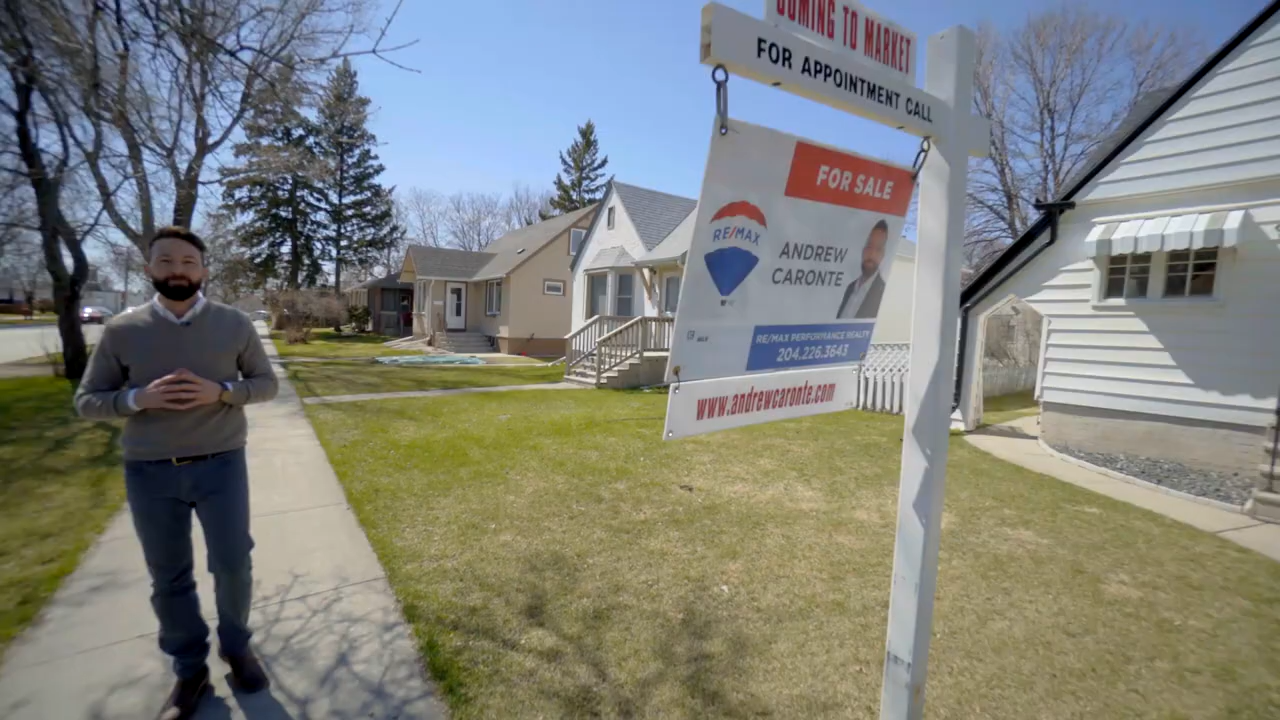 COMING TO MARKET
FOR APPOINTMENT CALL
FOR SALE
RE/MAX
ANDREW
CARONTE
RE/MAX PERFORMANCE REALTY
204.226.3643
www.andrewcaronte.com